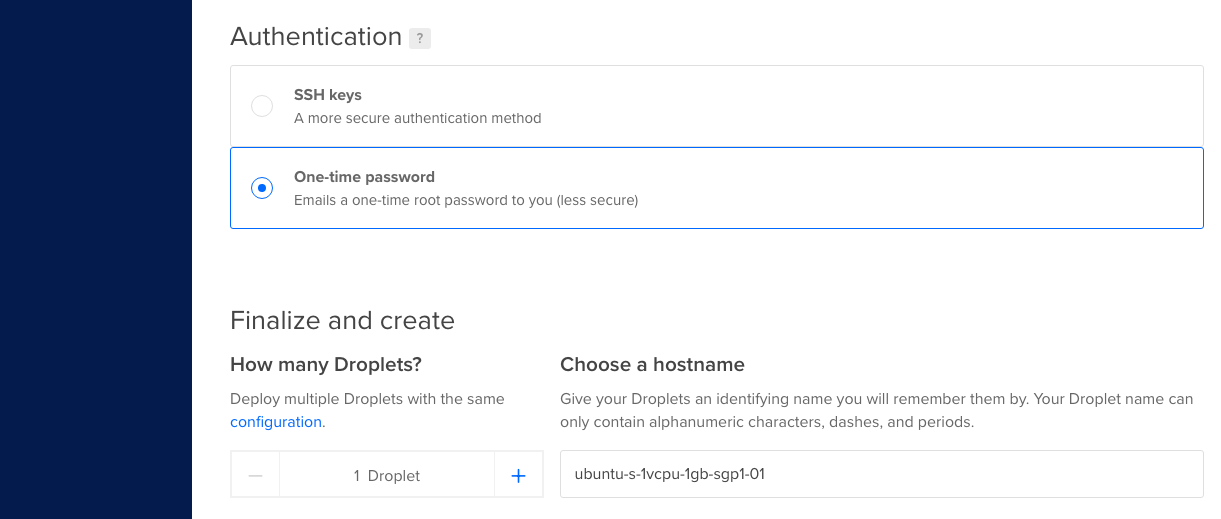 Authentication ?
SSH keys
A more secure authentication method
One-time password
Emails a one-time root password to you (less secure)
Finalize and create
How many Droplets?
Deploy multiple Droplets with the same
configuration.
1 Droplet
Choose a hostname
Give your Droplets an identifying name you will remember them by. Your Droplet name can
only contain alphanumeric characters, dashes, and periods.
ubuntu-s-1vcpu-1gb-sgp1-01